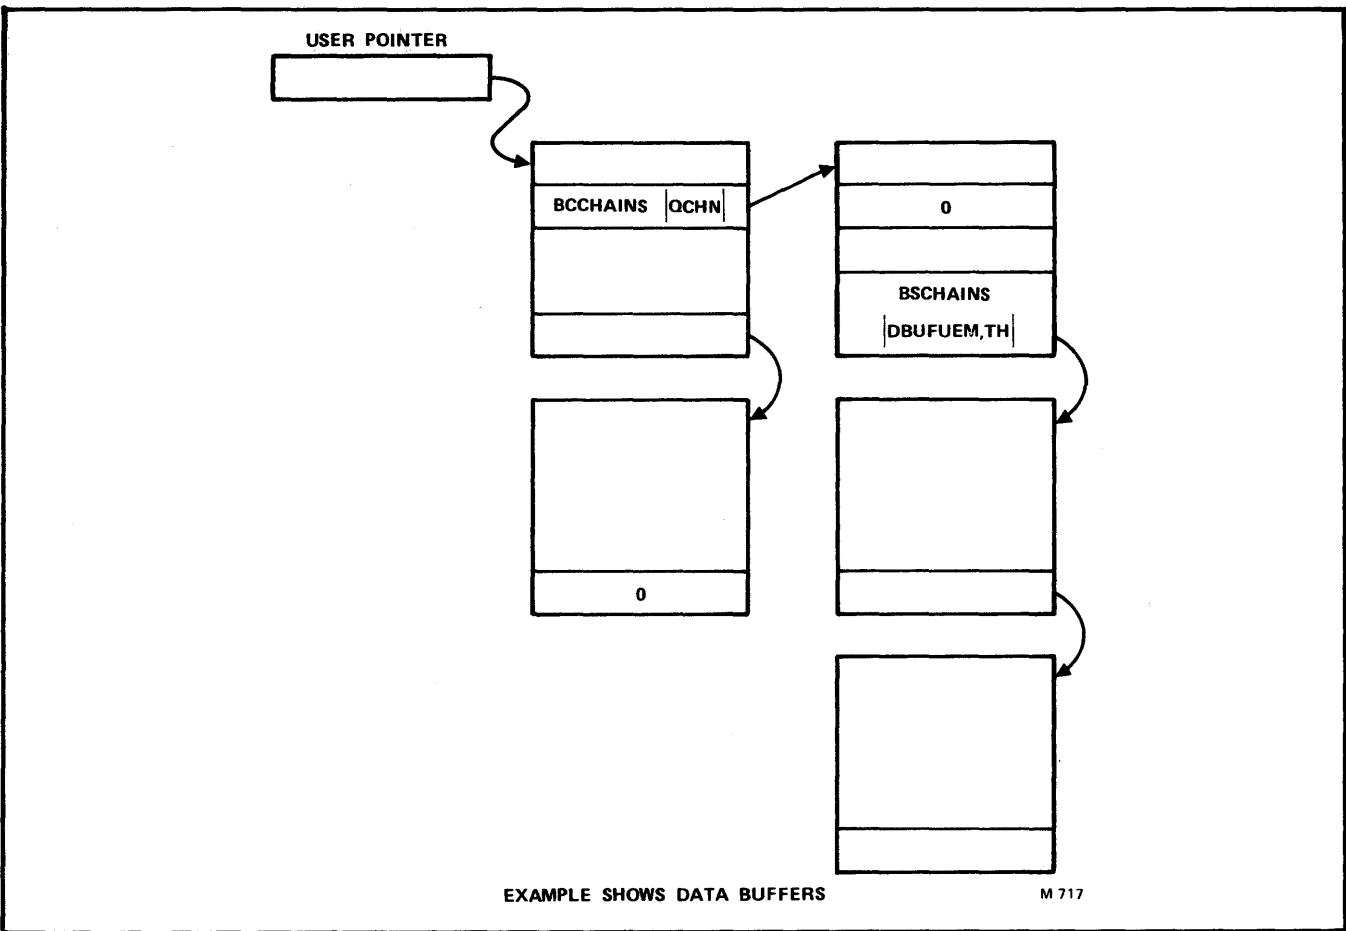 USER POINTER
BCCHAINS |QCHN|
0
BSCHAINS
|DBUFUEM,TH|
0
EXAMPLE SHOWS DATA BUFFERS
M 717